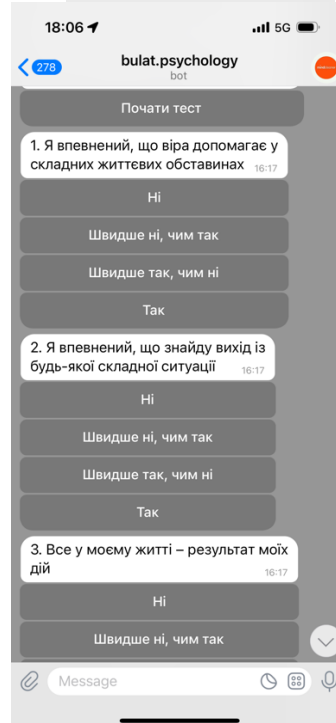 18:06
5G
278
bulat.psychology
bot
Почати тест
1. Я впевнений, що віра допомагає у
складних життєвих обставинах 16:17
Ні
Швидше ні, чим так
Швидше так, чим ні
Так
2. Я впевнений, що знайду вихід із
будь-якої складної ситуації 16:17
Ні
Швидше ні, чим так
Швидше так, чим ні
Так
3. Все у моєму житті – результат моїх
дій 16:17
Ні
Швидше ні, чим так
Message